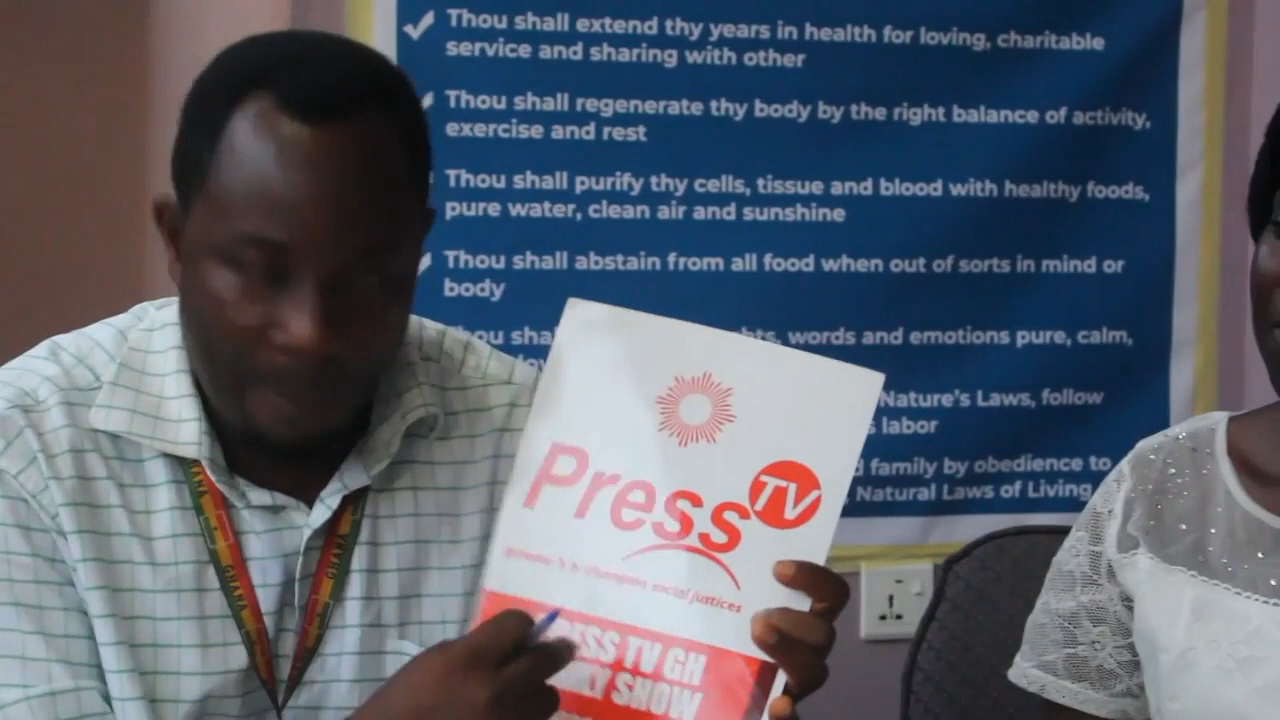 Thou shall extend thy years in health for loving, charitable
service and sharing with other
Thou shall regenerate thy body by the right balance of activity,
exercise and rest
Thou shall purify thy cells, tissue and blood with healthy foods,
pure water, clean air and sunshine
Thou shall abstain from all food when out of sorts in mind or
body
words and emotions pure, calm,
Nature's Laws, follow
labor
family by obedience to
Natural Laws of Living
Press TV
champion social justices
PRESS TV GH
SHOW
GHANA
GHANA